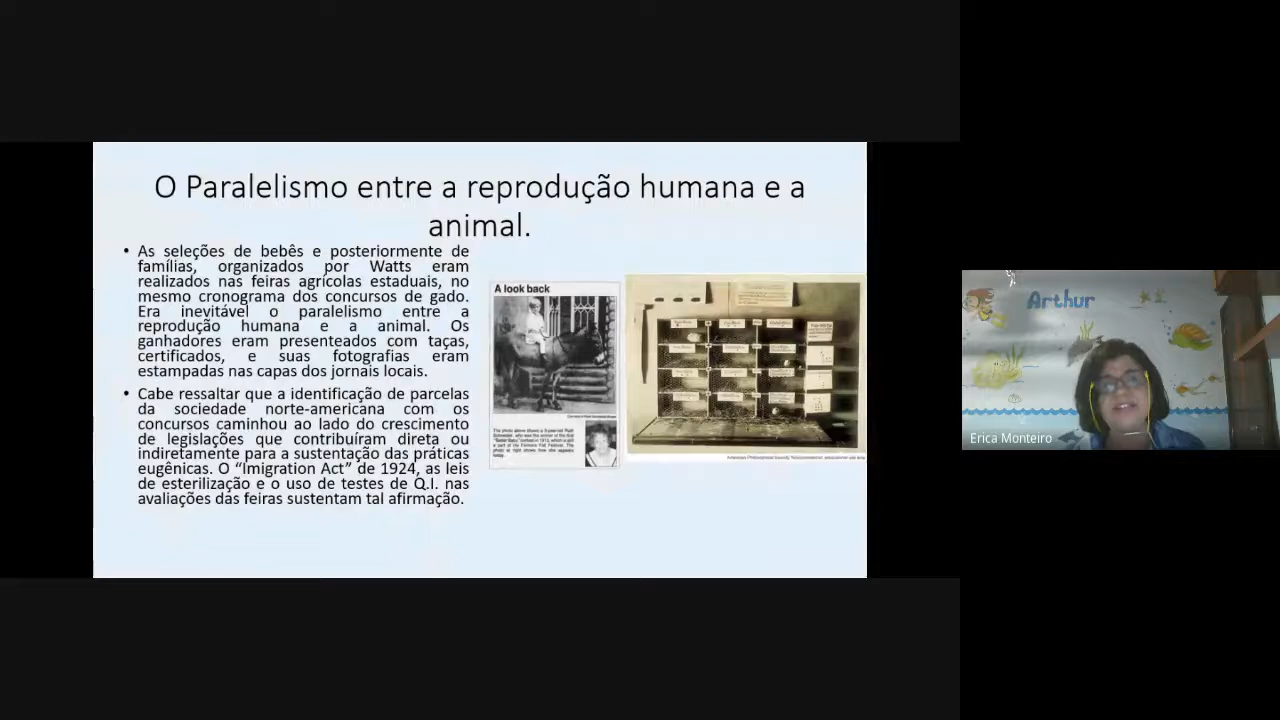 O Paralelismo entre a reprodução humana e a
animal.
• As seleções de bebês e posteriormente de
famílias, organizados por Watts eram
realizados nas feiras agrícolas estaduais, no
mesmo cronograma dos concursos de gado.
Era inevitável o paralelismo entre a
reprodução humana e a animal. Os
ganhadores eram presenteados com taças,
certificados, e suas fotografias eram
estampadas nas capas dos jornais locais.
• Cabe ressaltar que a identificação de parcelas
da sociedade norte-americana com os
concursos caminhou ao lado do crescimento
de legislações que contribuíram direta ou
indiretamente para a sustentação das práticas
eugênicas. O “Imigration Act” de 1924, as leis
de esterilização e o uso de testes de Q.I. nas
avaliações das feiras sustentam tal afirmação.
A look back
Arthur
Erica Monteiro